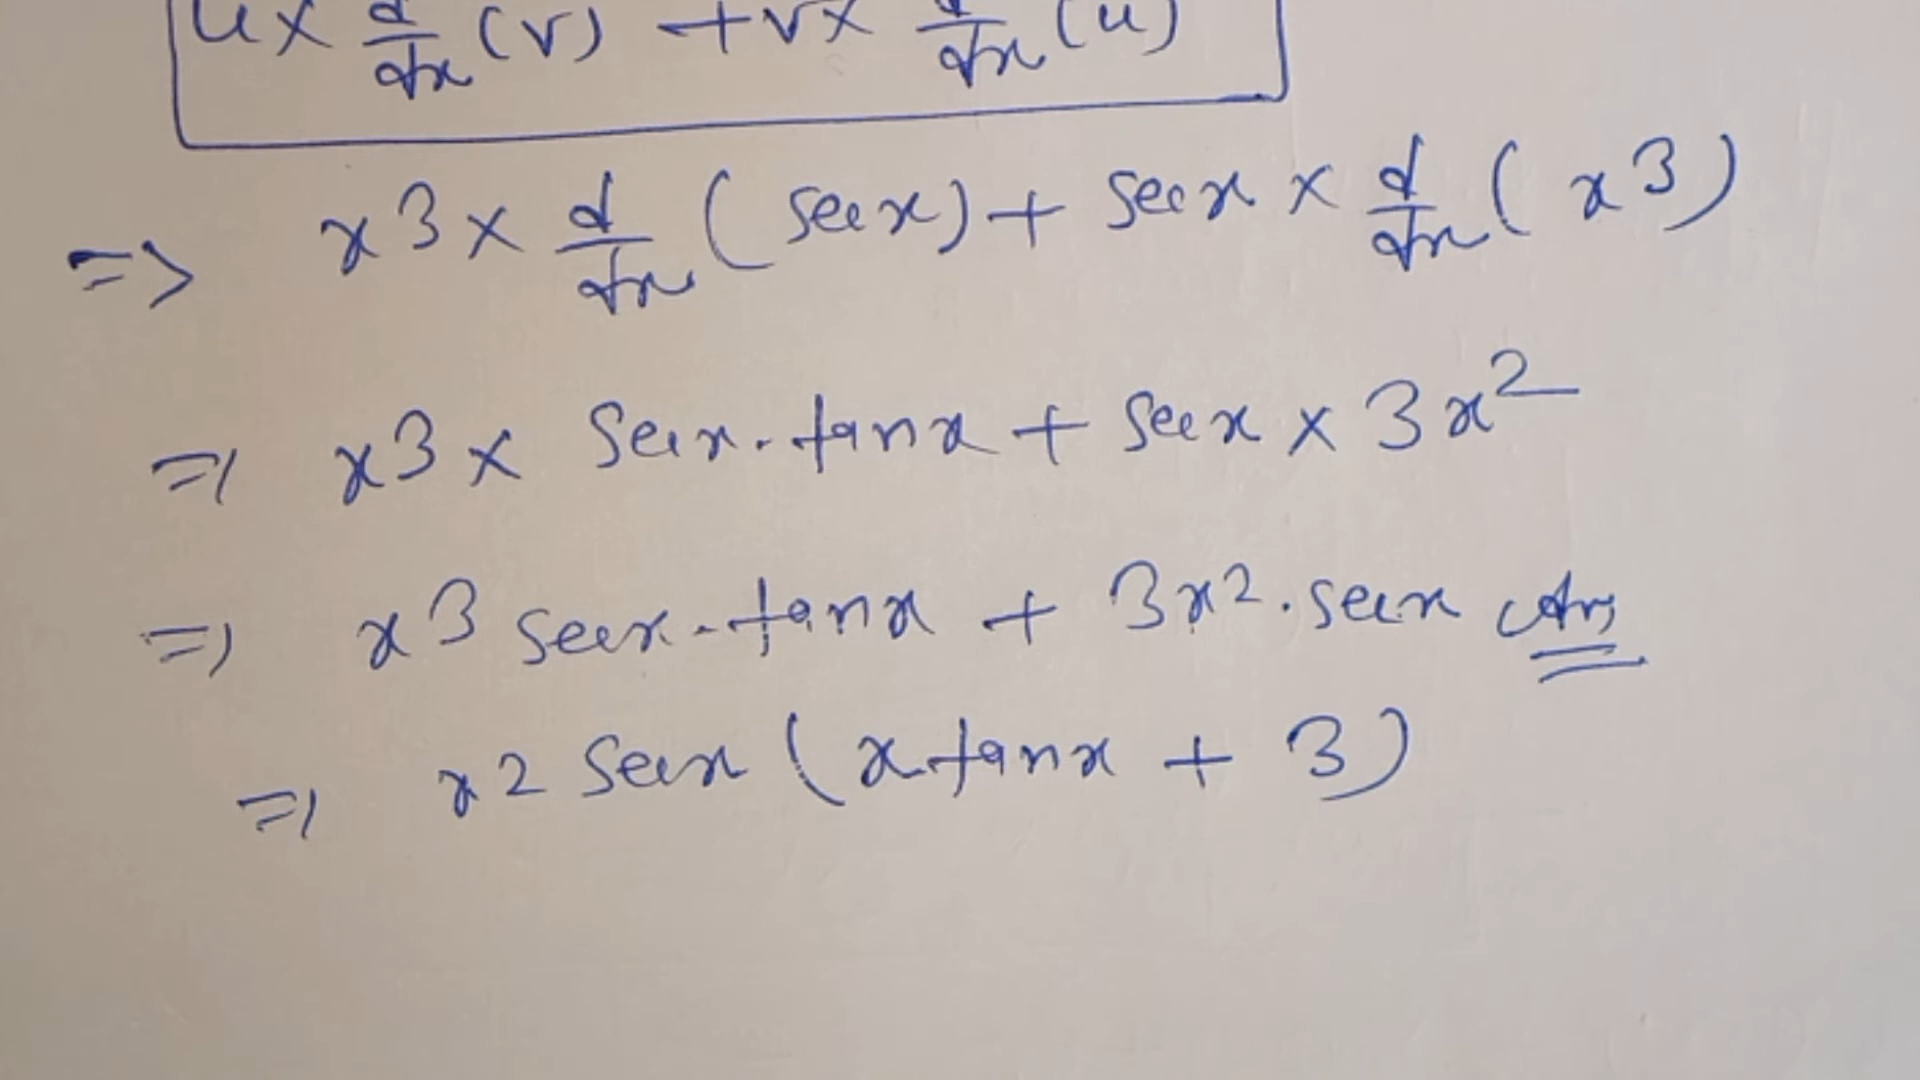 u × d/dx (v) + v × d/dx (u)
=> x3 × d/dx (secx) + secx × d/dx (x3)
=> x3 × secx.tanx + secx × 3x²
=> x3 secx.tanx + 3x2.secx Ans
=> x2 secx (x tanx + 3)